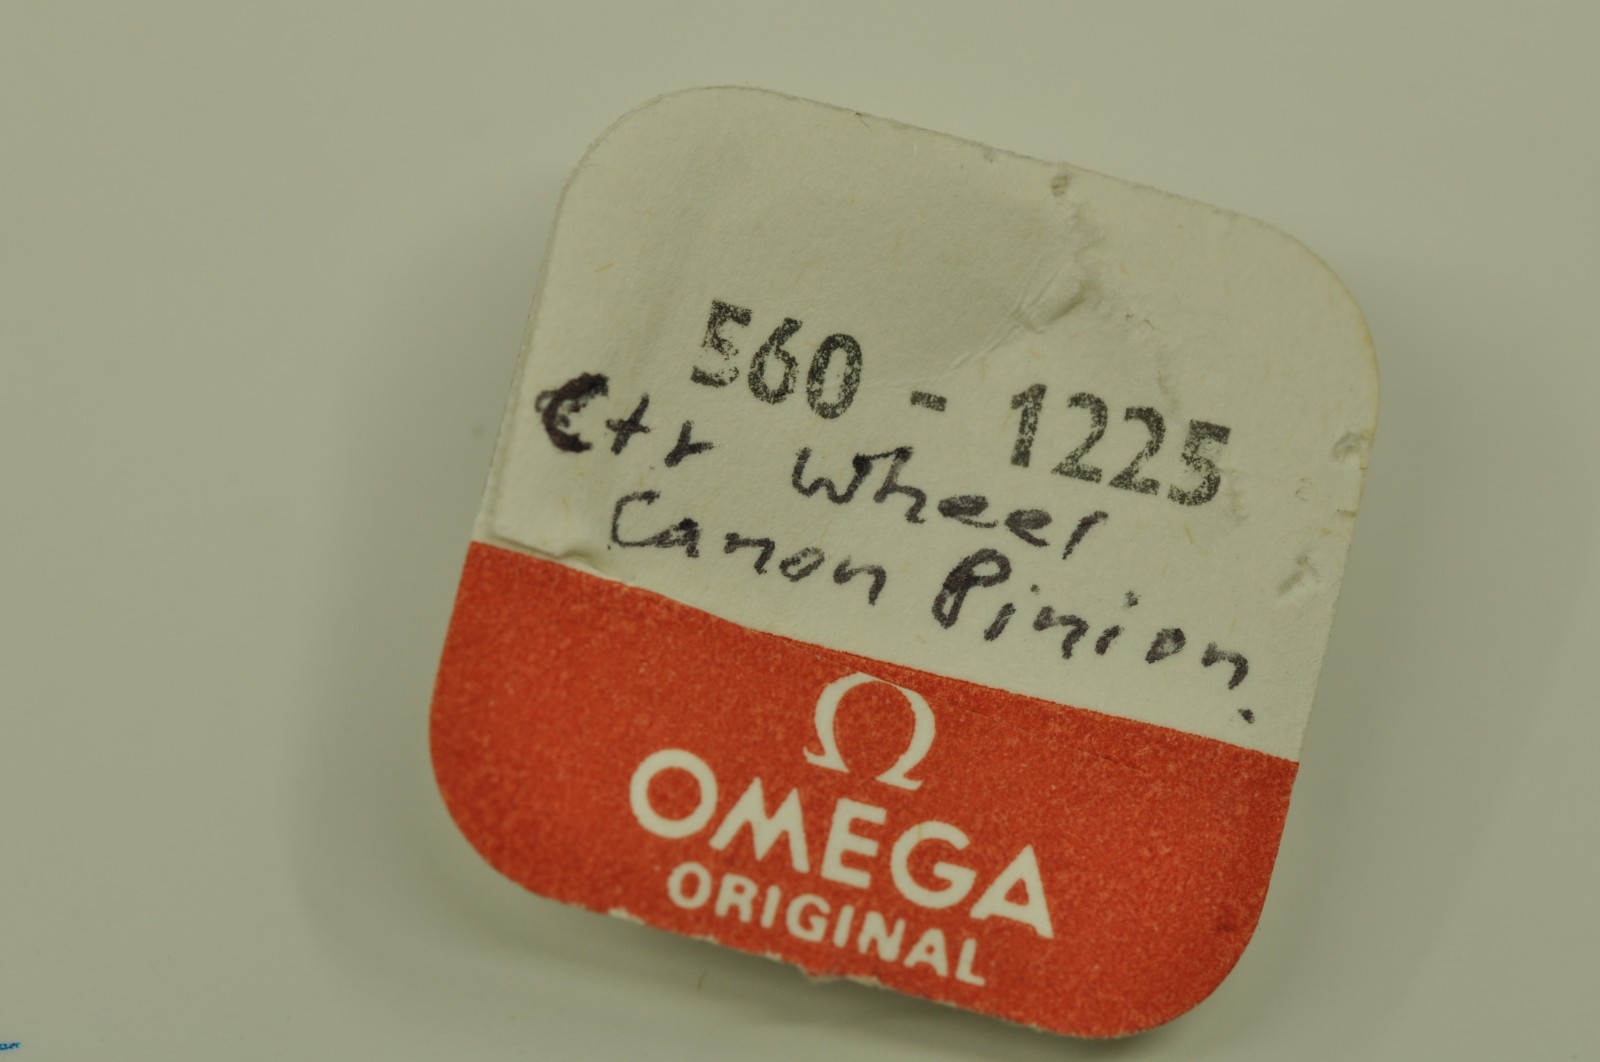 560 - 1225
Ctr Wheel
Canon Pinion.
Ω
OMEGA
ORIGINAL